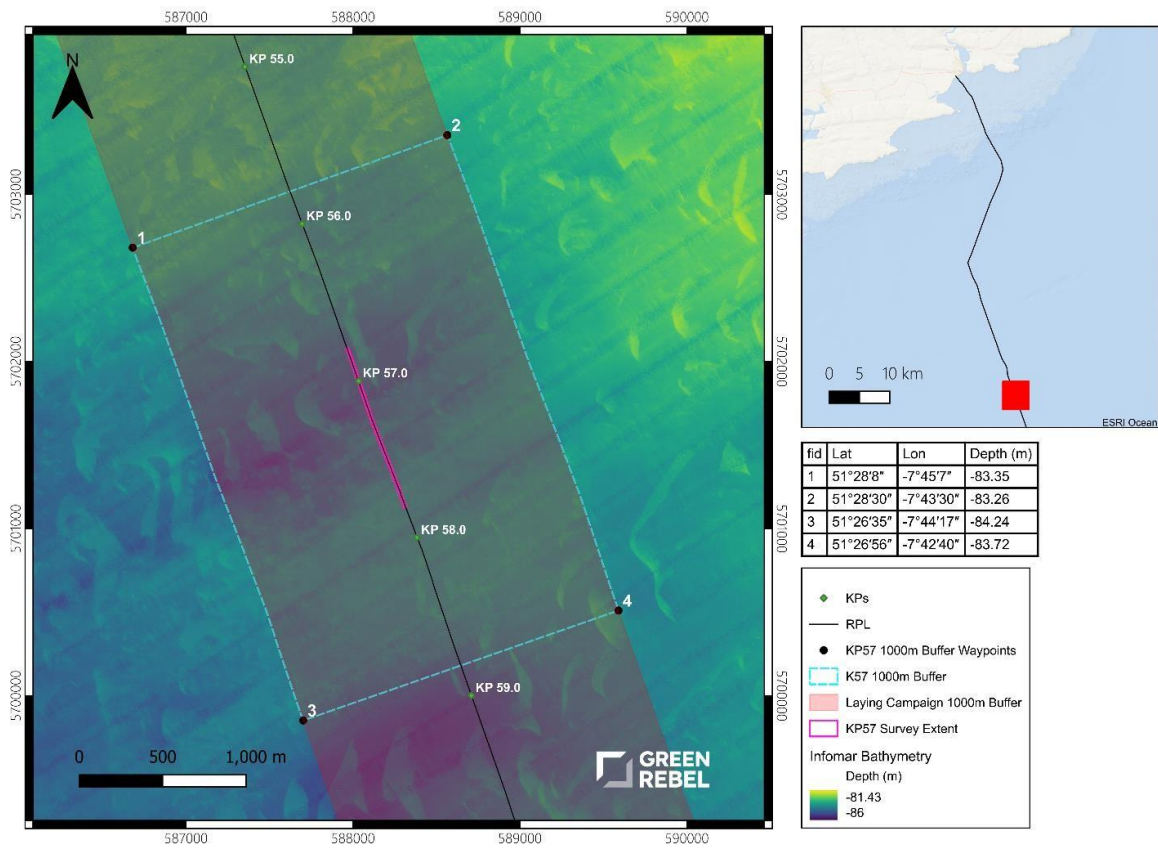 587000 588000 589000 590000
N
KP 55.0
2
5703000 5703000
KP 56.0
1
5702000 5702000
KP 57.0
5701000 5701000
KP 58.0
4
5700000 5700000
KP 59.0
3
0 500 1,000 m
GREEN
REBEL
587000 588000 589000 590000
0 5 10 km
ESRI Ocean
fid Lat Lon Depth (m)
1 51°28′8″ -7°45′7″ -83.35
2 51°28′30″ -7°43′30″ -83.26
3 51°26′35″ -7°44′17″ -84.24
4 51°26′56″ -7°42′40″ -83.72
KPs
RPL
KP57 1000m Buffer Waypoints
K57 1000m Buffer
Laying Campaign 1000m Buffer
KP57 Survey Extent
Infomar Bathymetry
Depth (m)
-81.43
-86